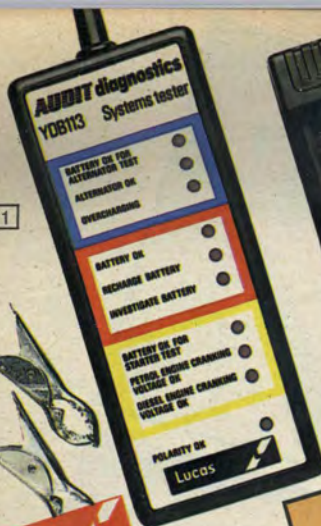 AUDIT diagnostics
YDB113 Systems tester
BATTERY OK FOR
ALTERNATOR TEST
ALTERNATOR OK
OVERCHARGING
1
BATTERY OK
RECHARGE BATTERY
INVESTIGATE BATTERY
BATTERY OK FOR
STARTER TEST
PETROL ENGINE CRANKING
VOLTAGE OK
DIESEL ENGINE CRANKING
VOLTAGE OK
POLARITY OK
Lucas